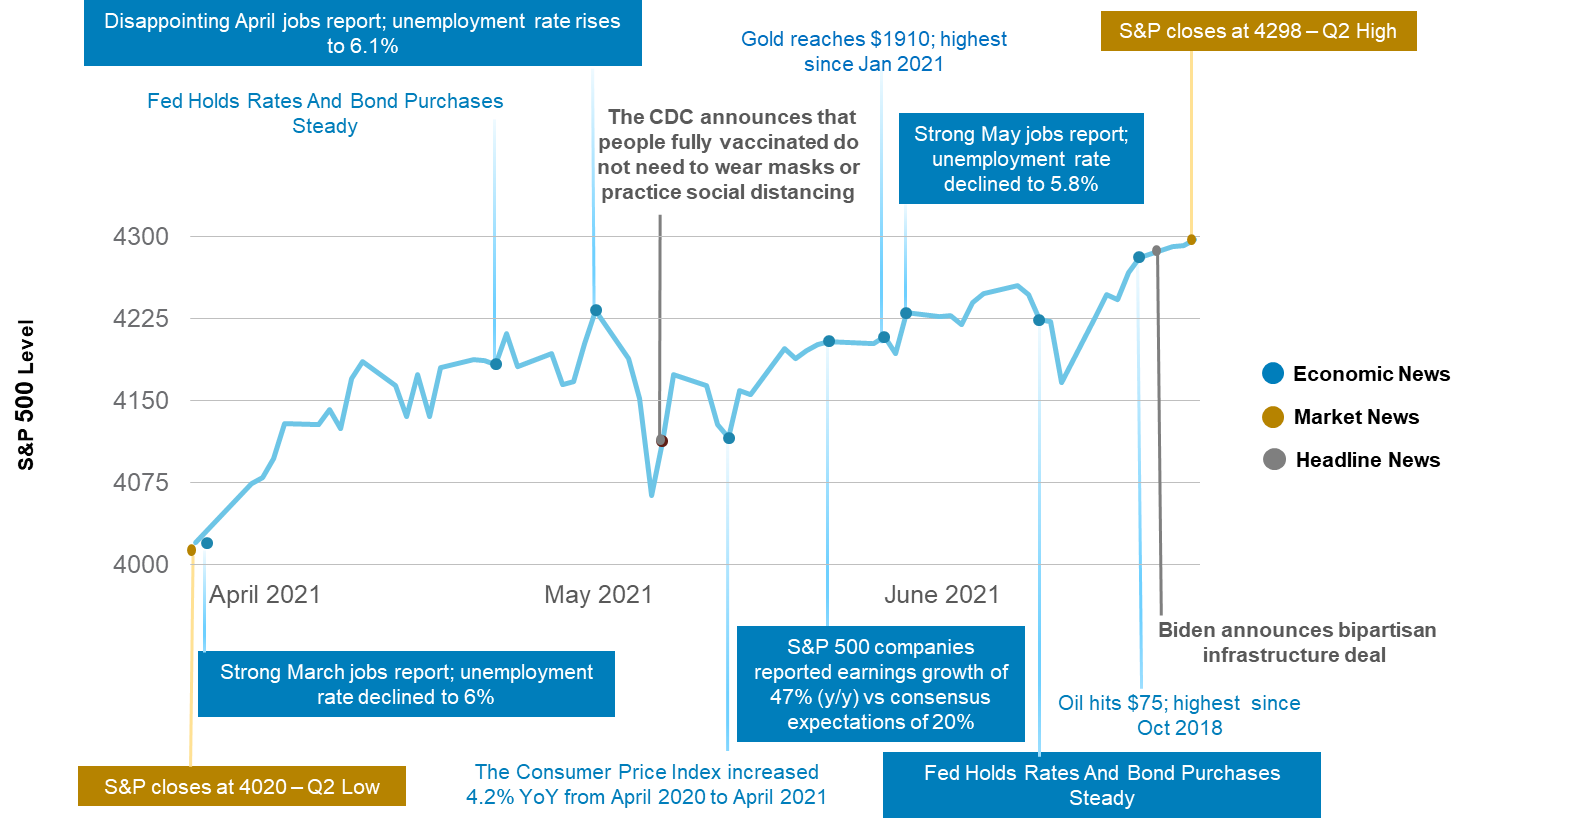 Disappointing April jobs report; unemployment rate rises
to 6.1%
Fed Holds Rates And Bond Purchases
Steady
The CDC announces that
people fully vaccinated do
not need to wear masks or
practice social distancing
Gold reaches $1910; highest
since Jan 2021
Strong May jobs report;
unemployment rate
declined to 5.8%
S&P closes at 4298 – Q2 High
S&P 500 Level
4300
4225
4150
4075
4000
April 2021
May 2021
June 2021
Economic News
Market News
Headline News
Strong March jobs report; unemployment
rate declined to 6%
S&P closes at 4020 – Q2 Low
The Consumer Price Index increased
4.2% YoY from April 2020 to April 2021
S&P 500 companies
reported earnings growth of
47% (y/y) vs consensus
expectations of 20%
Biden announces bipartisan
infrastructure deal
Oil hits $75; highest since
Oct 2018
Fed Holds Rates And Bond Purchases
Steady